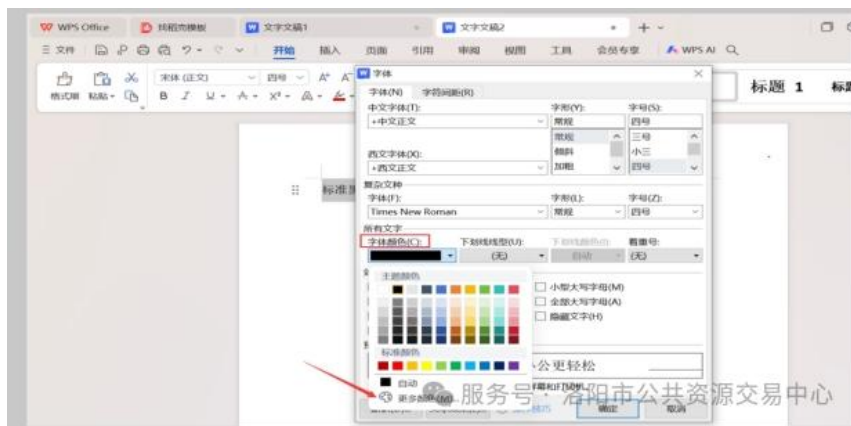 WPS Office 找稻壳模板 文字文稿1 文字文稿2
文件 开始 插入 页面 引用 审阅 视图 工具 会员专享 WPS AI
格式刷 粘贴 宋体 (正文) 四号 标题 1
字体
字体(N) 字符间距(R)
中文字体(T): 字形(Y): 字号(S):
+中文正文 常规 四号
常规 三号
倾斜 小三
西文字体(X): 加粗 四号
+西文正文
复杂文种
字体(F): 字形(L): 字号(Z):
Times New Roman 常规 四号
所有文字
字体颜色(C): 下划线线型(U): 下划线颜色(I): 着重号:
(无) 自动 (无)
标准
主题颜色
小型大写字母(M)
全部大写字母(A)
隐藏文字(H)
标准颜色
公更轻松
自动
更多颜色(M)...
确定 取消
服务号 · 洛阳市公共资源交易中心